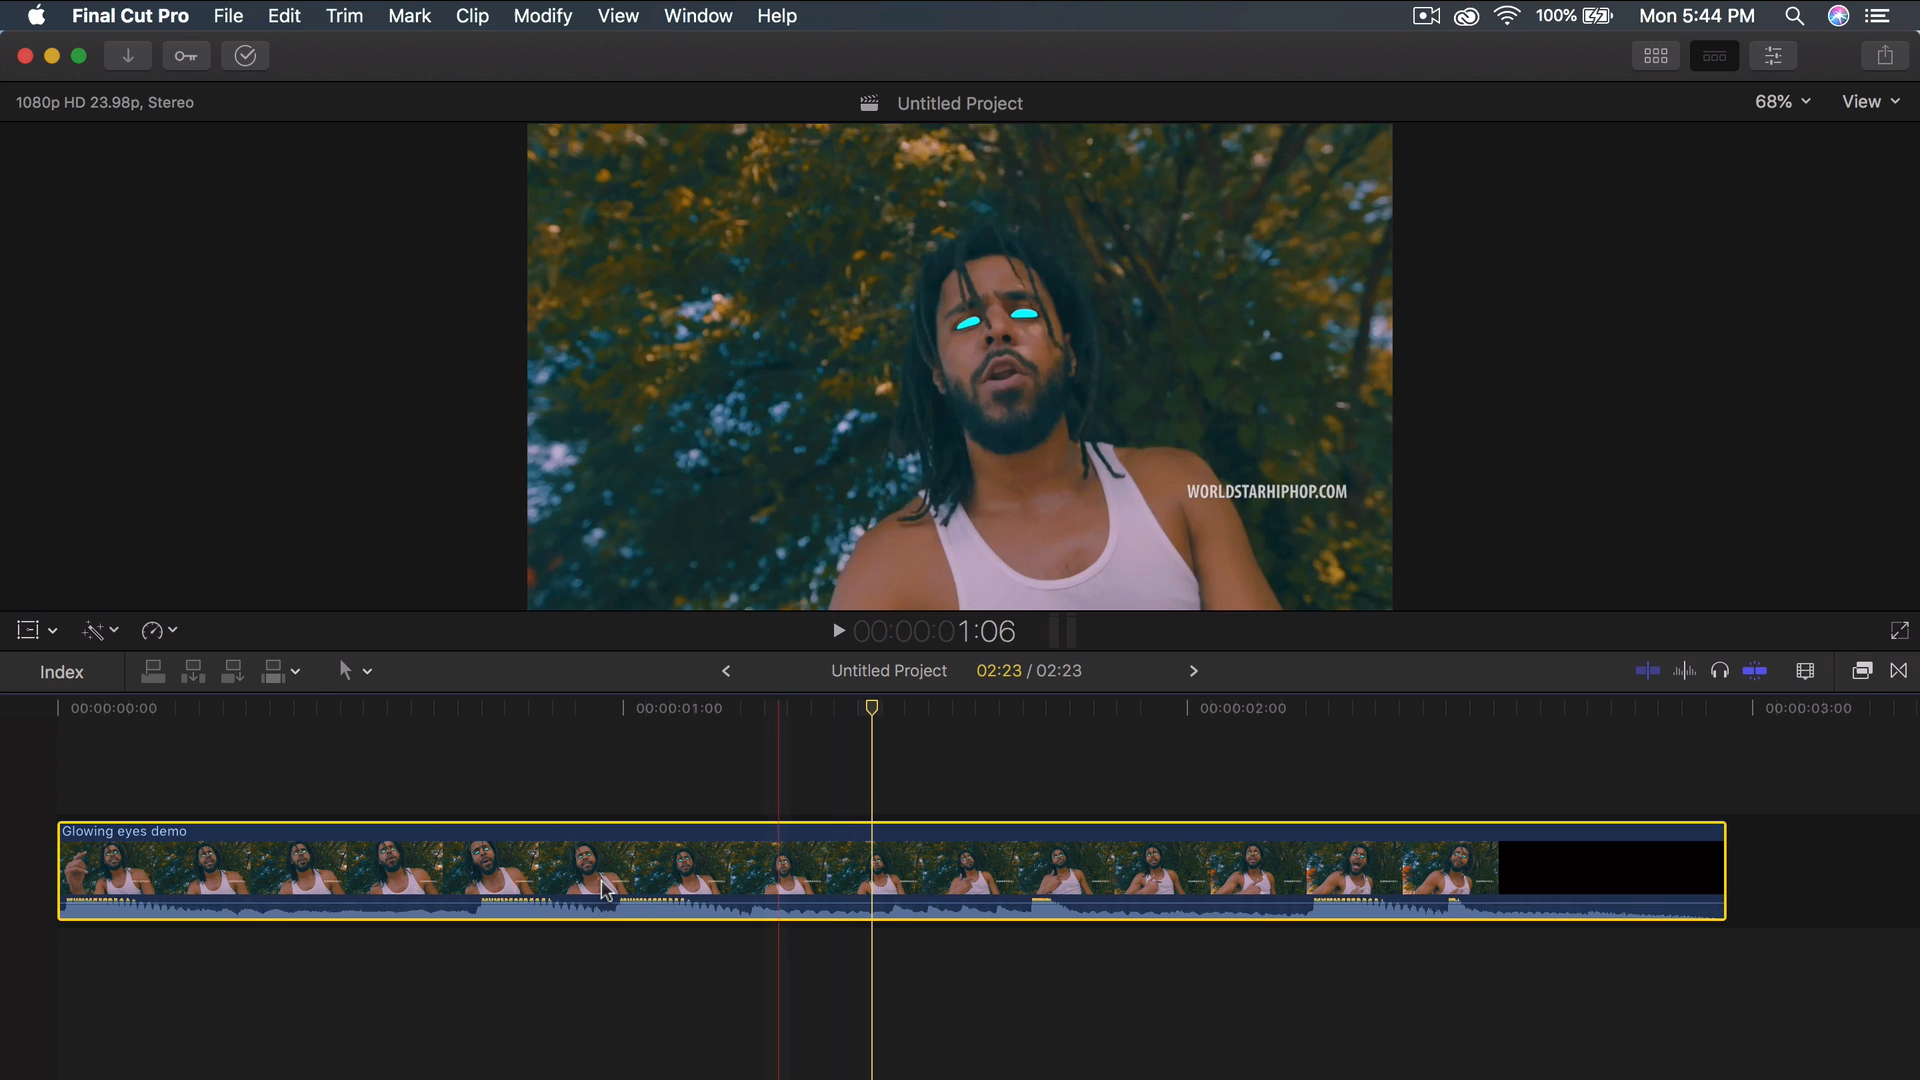 Final Cut Pro File Edit Trim Mark Clip Modify View Window Help 100% Mon 5:44 PM
1080p HD 23.98p, Stereo Untitled Project 68% View
WORLDSTARHIPHOP.COM
00:00:01:06
Index Untitled Project 02:23 / 02:23
00:00:00:00 00:00:01:00 00:00:02:00 00:00:03:00
Glowing eyes demo